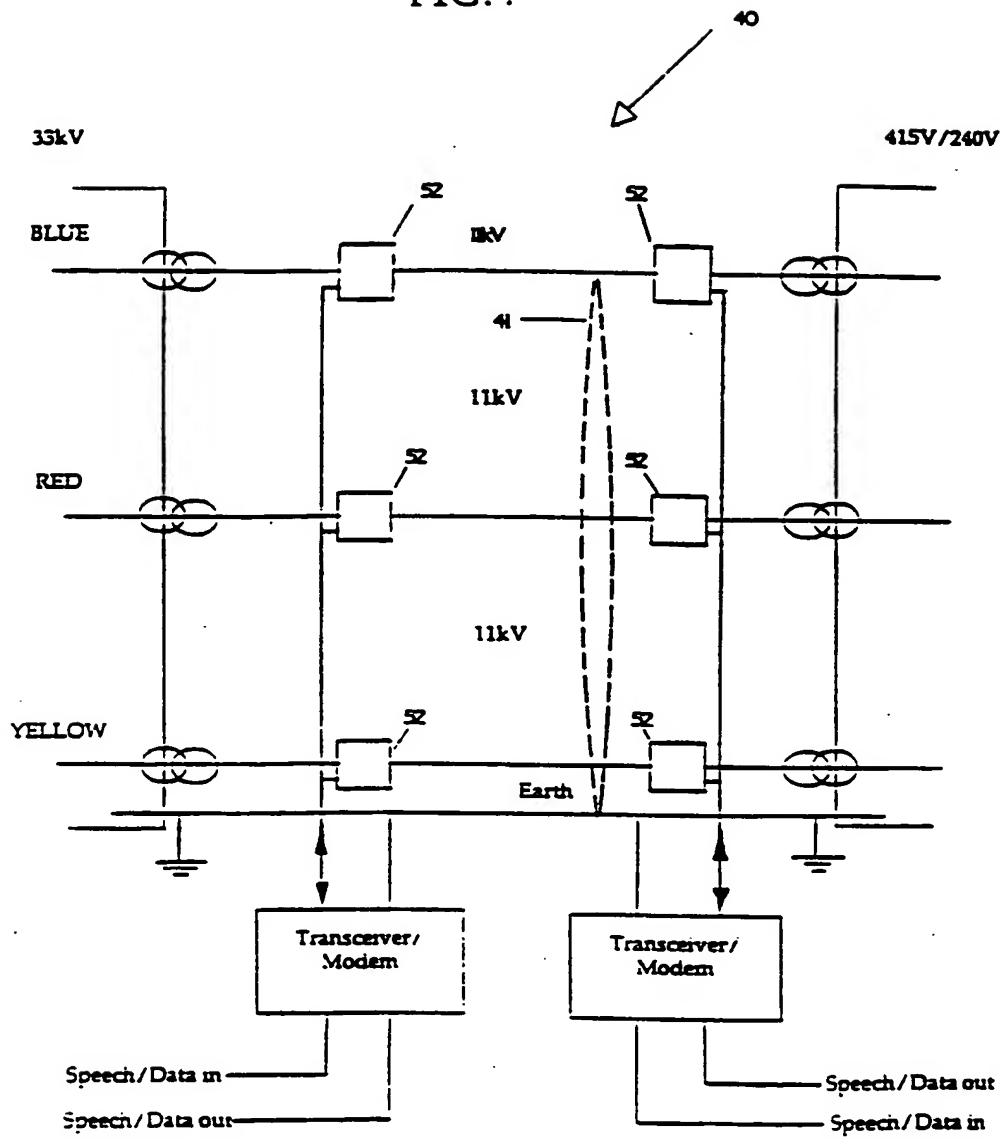 40
33kV
415V/240V
52
52
BLUE
41
11kV
52
52
RED
11kV
52
52
YELLOW
Earth
Transceiver/
Modem
Transceiver/
Modem
Speech/Data in
Speech/Data out
Speech/Data out
Speech/Data in